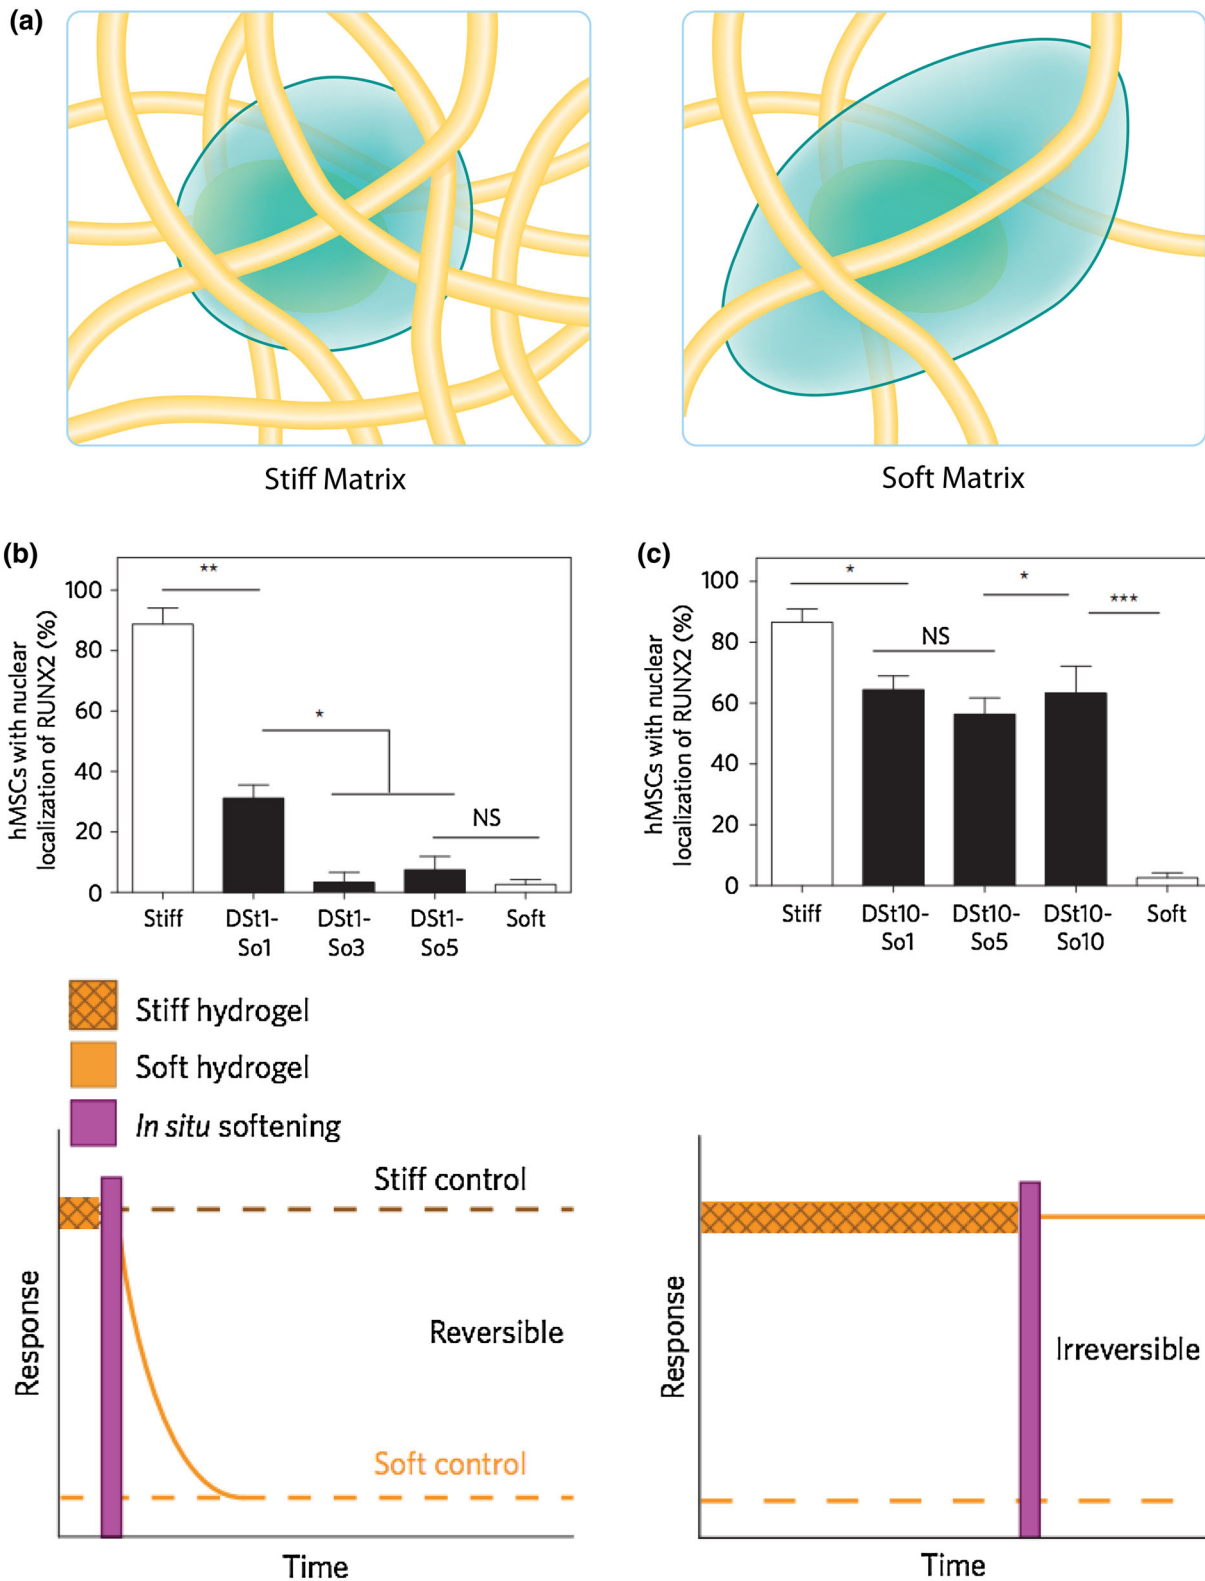 (a)
Stiff Matrix
Soft Matrix
(b)
hMSCs with nuclear
localization of RUNX2 (%)
100
80
60
40
20
0
**
*
NS
Stiff
DSt1-
So1
DSt1-
So3
DSt1-
So5
Soft
(c)
hMSCs with nuclear
localization of RUNX2 (%)
100
80
60
40
20
0
*
NS
*
***
Stiff
DSt10-
So1
DSt10-
So5
DSt10-
So10
Soft
Stiff hydrogel
Soft hydrogel
In situ softening
Response
Stiff control
Reversible
Soft control
Time
Response
Irreversible
Time